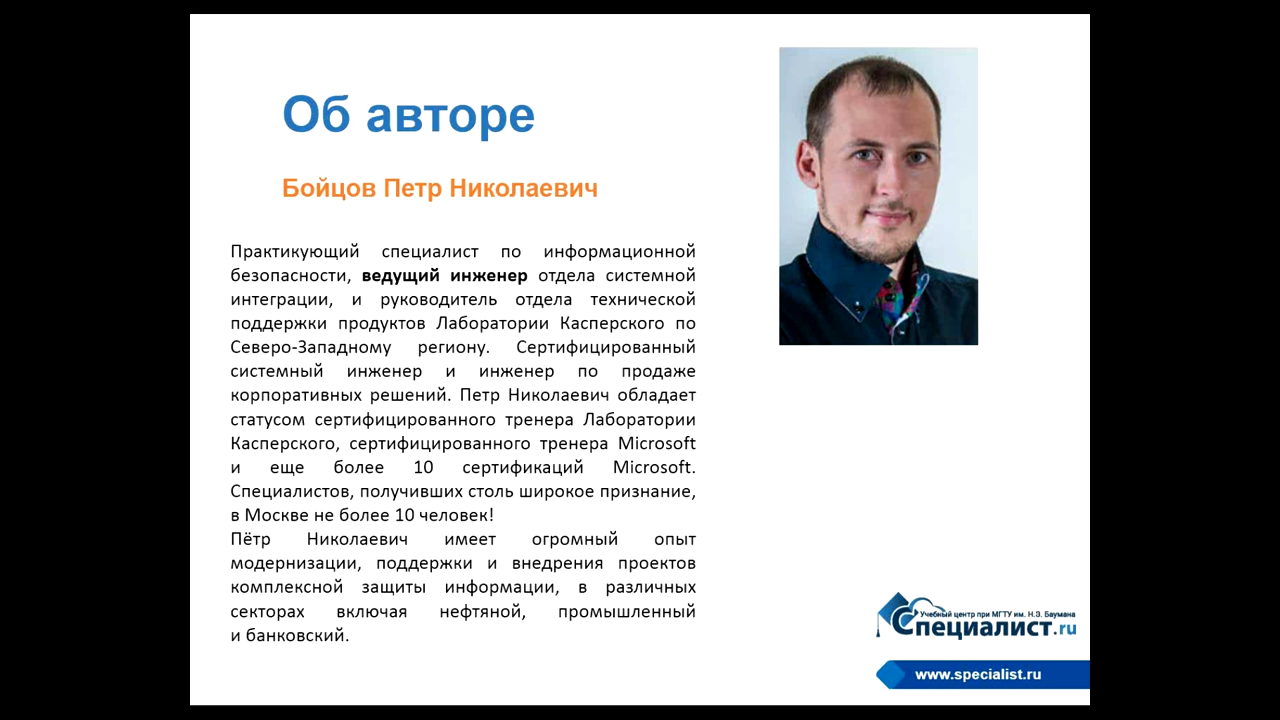 Об авторе
Бойцов Петр Николаевич
Практикующий специалист по информационной
безопасности, ведущий инженер отдела системной
интеграции, и руководитель отдела технической
поддержки продуктов Лаборатории Касперского по
Северо-Западному региону. Сертифицированный
системный инженер и инженер по продаже
корпоративных решений. Петр Николаевич обладает
статусом сертифицированного тренера Лаборатории
Касперского, сертифицированного тренера Microsoft
и еще более 10 сертификаций Microsoft.
Специалистов, получивших столь широкое признание,
в Москве не более 10 человек!
Пётр Николаевич имеет огромный опыт
модернизации, поддержки и внедрения проектов
комплексной защиты информации, в различных
секторах включая нефтяной, промышленный
и банковский.
Учебный центр при МГТУ им. Н.Э. Баумана
Специалист.ru
www.specialist.ru